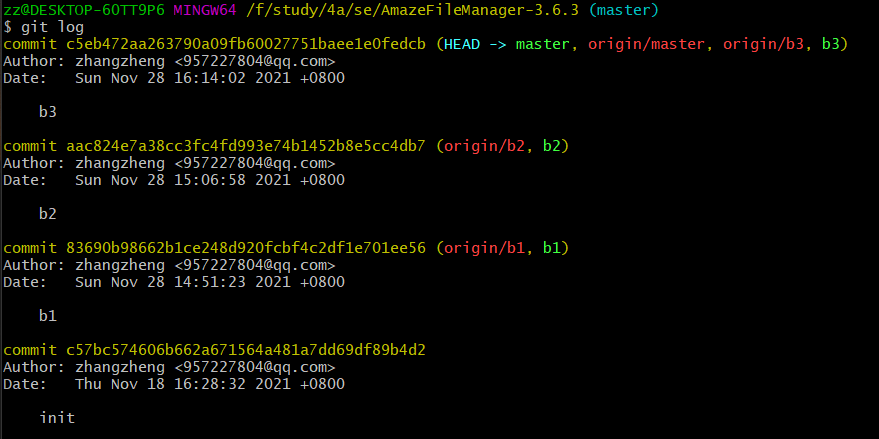 zz@DESKTOP-6OTT9P6 MINGW64 /f/study/4a/se/AmazeFileManager-3.6.3 (master)
$ git log
commit c5eb472aa263790a09fb60027751baee1e0fedcb (HEAD -> master, origin/master, origin/b3, b3)
Author: zhangzheng <957227804@qq.com>
Date:   Sun Nov 28 16:14:02 2021 +0800
    b3
commit aac824e7a38cc3fc4fd993e74b1452b8e5cc4db7 (origin/b2, b2)
Author: zhangzheng <957227804@qq.com>
Date:   Sun Nov 28 15:06:58 2021 +0800
    b2
commit 83690b98662b1ce248d920fcbf4c2df1e701ee56 (origin/b1, b1)
Author: zhangzheng <957227804@qq.com>
Date:   Sun Nov 28 14:51:23 2021 +0800
    b1
commit c57bc574606b662a671564a481a7dd69df89b4d2
Author: zhangzheng <957227804@qq.com>
Date:   Thu Nov 18 16:28:32 2021 +0800
    init